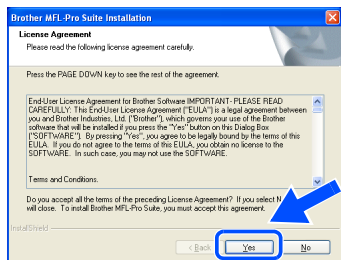 Brother MFL-Pro Suite Installation
License Agreement
Please read the following license agreement carefully.
Press the PAGE DOWN key to see the rest of the agreement.
End-User License Agreement for Brother Software IMPORTANT- PLEASE READ
CAREFULLY: This End-User License Agreement ("EULA") is a legal agreement between
you and Brother Industries, Ltd. ("Brother"), which governs your use of the Brother
software that will be installed if you press the "Yes" button on this Dialog Box
("SOFTWARE"). By pressing "Yes", you agree to be legally bound by the terms of this
EULA. If you do not agree to the terms of this EULA, you obtain no license to the
SOFTWARE. In such case, you may not use the SOFTWARE.
Terms and Conditions.
Do you accept all the terms of the preceding License Agreement? If you select N
will close. To install Brother MFL-Pro Suite, you must accept this agreement.
InstallShield
< Back
Yes
No